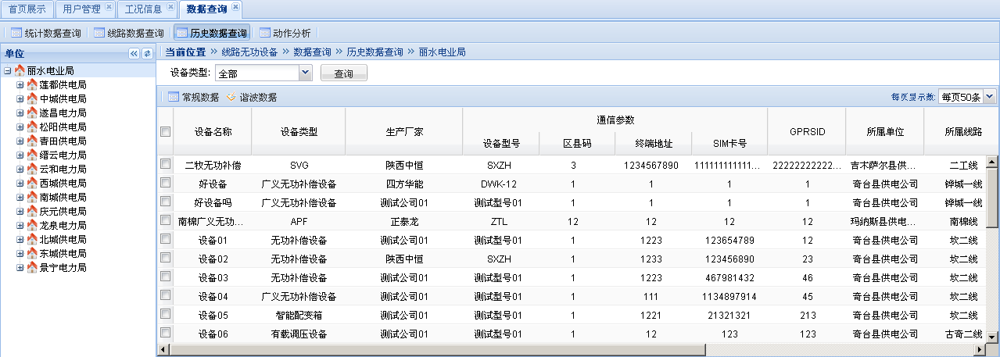 首页展示 用户管理 工况信息 数据查询
统计数据查询 线路数据查询 历史数据查询 动作分析
单位
丽水电业局
莲都供电局
中城供电局
遂昌电力局
松阳供电局
青田供电局
缙云电力局
云和电力局
西城供电局
南城供电局
庆元供电局
龙泉电力局
北城供电局
东城供电局
景宁电力局
当前位置 » 线路无功设备 » 数据查询 » 历史数据查询 » 丽水电业局
设备类型: 全部 查询
常规数据 谐波数据 每页显示数: 每页50条
设备名称 设备类型 生产厂家 通信参数 GPRSID 所属单位 所属线路
设备型号 区县码 终端地址 SIM卡号
二牧无功补偿 SVG 陕西中恒 SXZH 3 1234567890 111111111111... 22222222222... 吉木萨尔县供... 二工线
好设备 广义无功补偿设备 四方华能 DWK-12 1 1 1 1 奇台县供电公司 铧城一线
好设备吗 广义无功补偿设备 测试公司01 测试型号01 1 1 1 1 奇台县供电公司 铧城一线
南棉广义无功... APF 正泰龙 ZTL 12 12 12 12 玛纳斯县供电... 南棉线
设备01 无功补偿设备 测试公司01 测试型号01 1 1223 123654789 12 奇台县供电公司 坎二线
设备02 无功补偿设备 陕西中恒 SXZH 1 1233 123456890 23 奇台县供电公司 坎二线
设备03 无功补偿设备 测试公司01 测试型号01 1 1223 467981432 46 奇台县供电公司 坎二线
设备04 广义无功补偿设备 测试公司01 测试型号01 1 111 1134897914 45 奇台县供电公司 坎二线
设备05 智能配变箱 测试公司01 测试型号01 1 1221 21321321 213 奇台县供电公司 坎二线
设备06 有载调压设备 测试公司01 测试型号01 1 12 123 123 奇台县供电公司 古奇二线